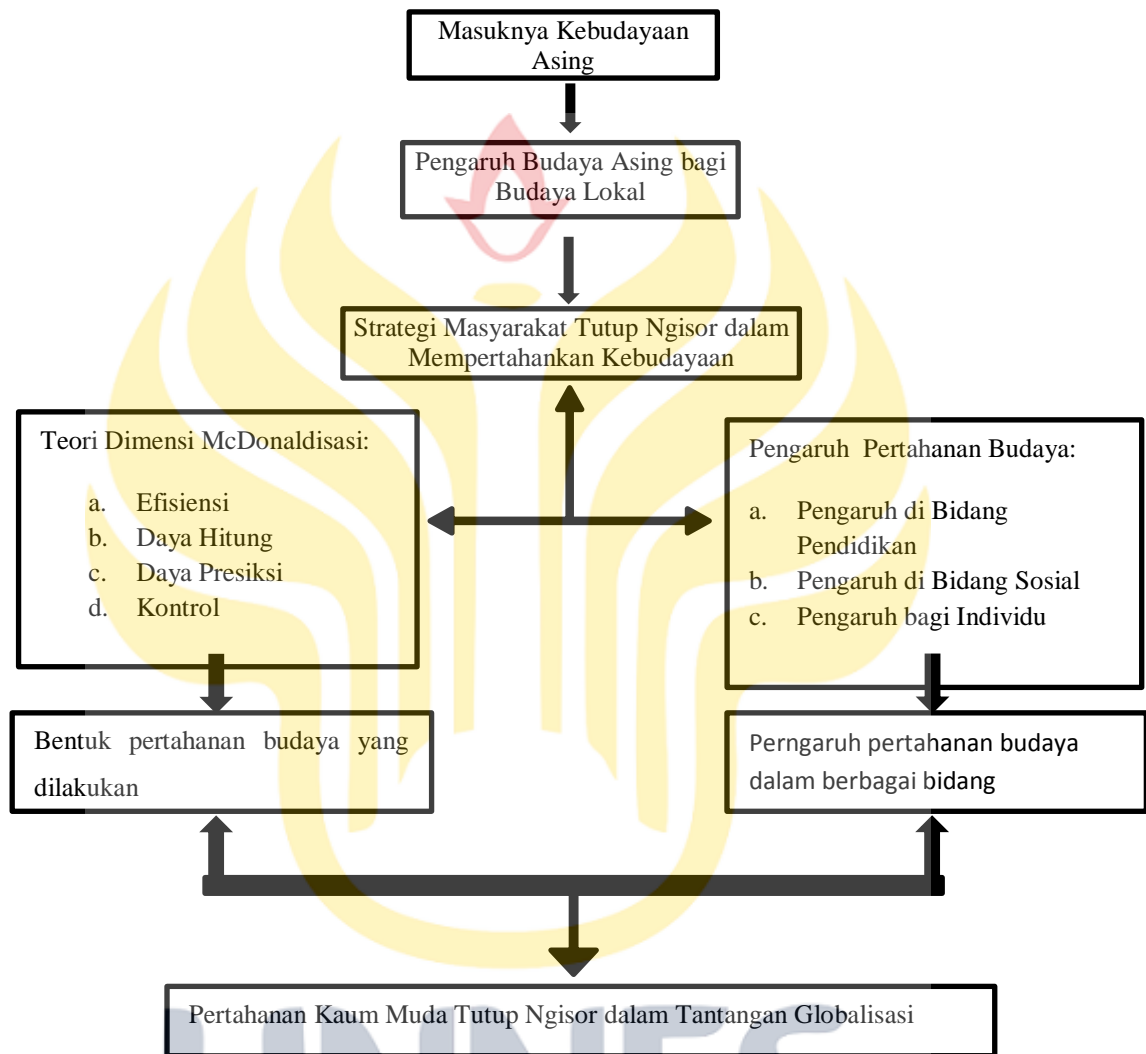 Masuknya Kebudayaan
Asing
Pengaruh Budaya Asing bagi
Budaya Lokal
Strategi Masyarakat Tutup Ngisor dalam
Mempertahankan Kebudayaan
Teori Dimensi McDonaldisasi:
a. Efisiensi
b. Daya Hitung
c. Daya Presiksi
d. Kontrol
Pengaruh Pertahanan Budaya:
a. Pengaruh di Bidang
Pendidikan
b. Pengaruh di Bidang Sosial
c. Pengaruh bagi Individu
Bentuk pertahanan budaya yang
dilakukan
Perngaruh pertahanan budaya
dalam berbagai bidang
Pertahanan Kaum Muda Tutup Ngisor dalam Tantangan Globalisasi
UNNES